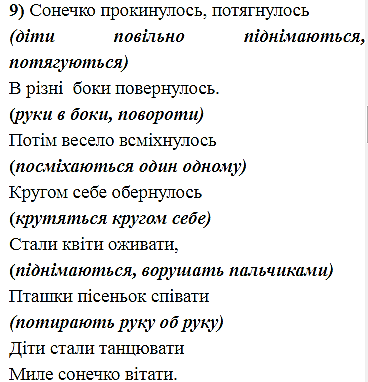 9) Сонечко прокинулось, потягнулось
(діти повільно піднімаються,
потягуються)
В різні боки повернулось.
(руки в боки, повороти)
Потім весело всміхнулось
(посміхаються один одному)
Кругом себе обернулось
(крутяться кругом себе)
Стали квіти оживати,
(піднімаються, ворушать пальчиками)
Пташки пісеньок співати
(потирають руку об руку)
Діти стали танцювати
Миле сонечко вітати.